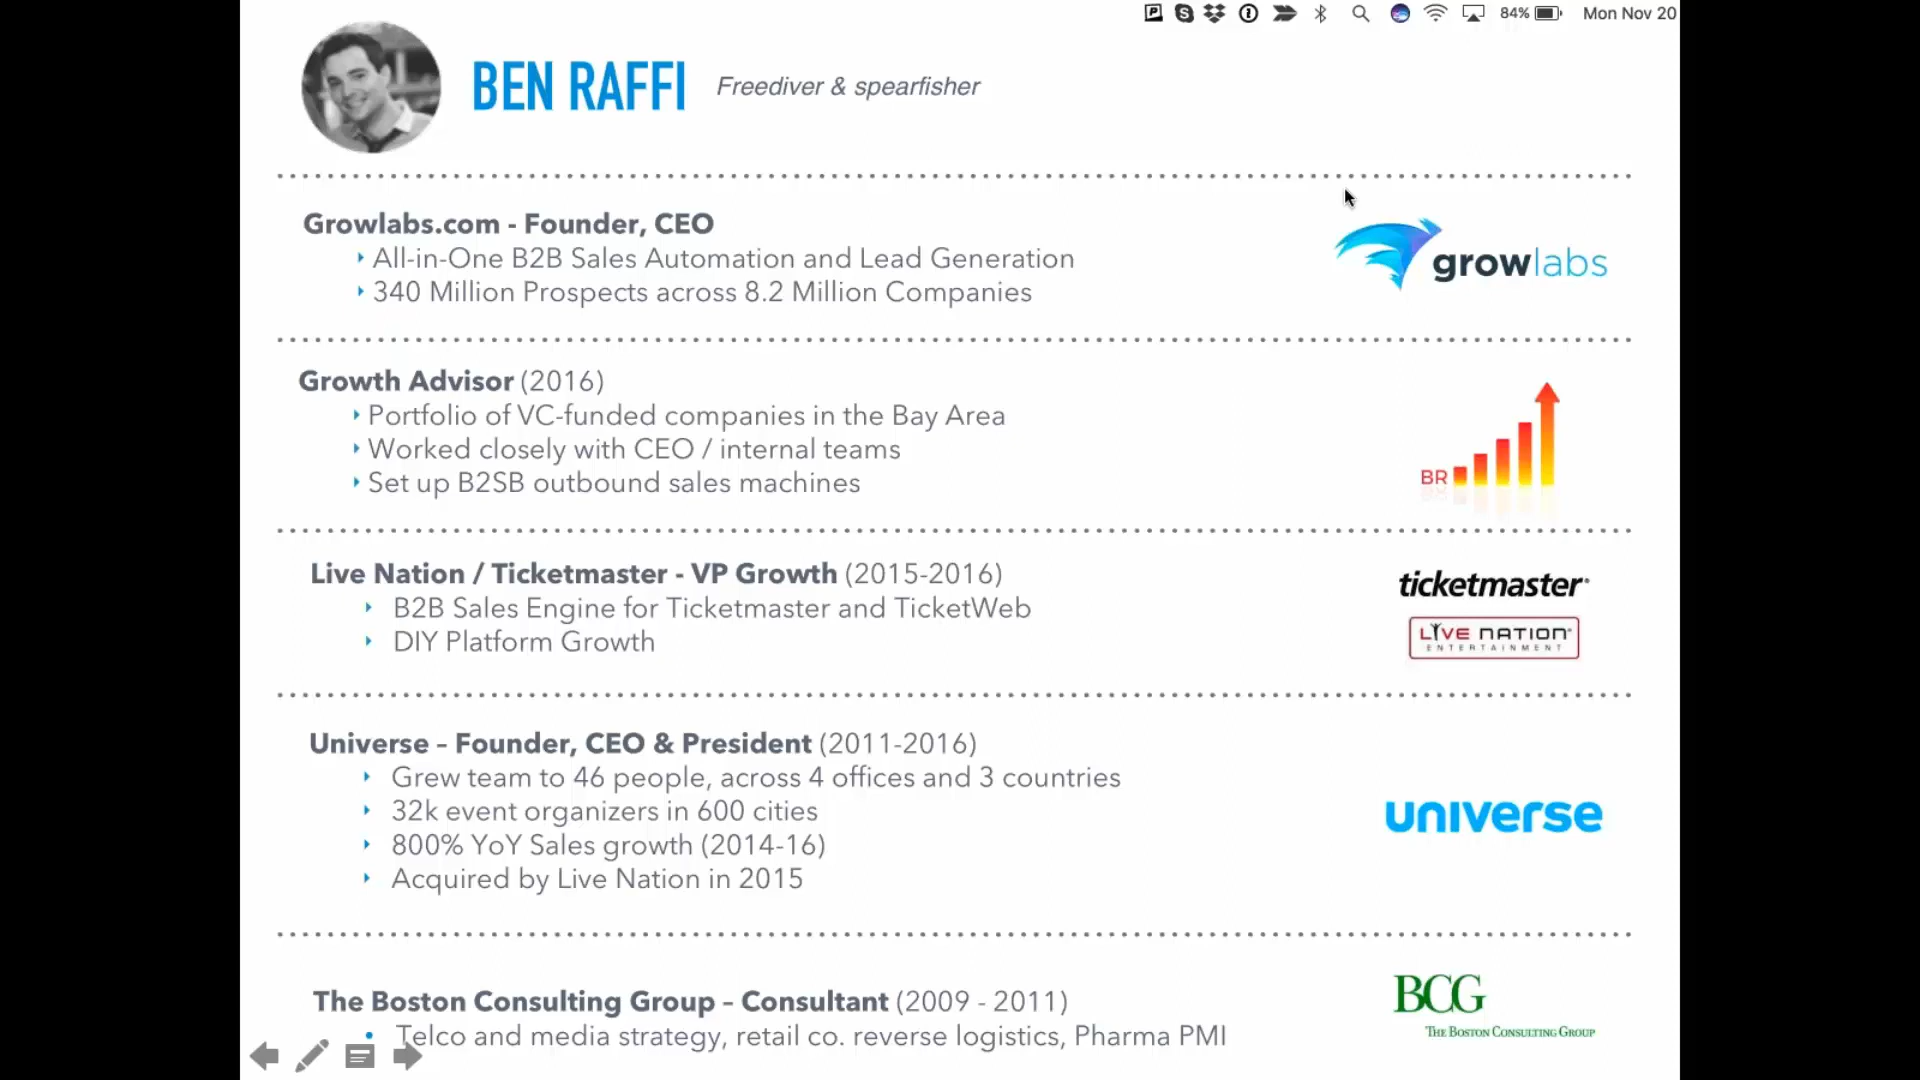 84% Mon Nov 20
BEN RAFFI Freediver & spearfisher
Growlabs.com - Founder, CEO
All-in-One B2B Sales Automation and Lead Generation
340 Million Prospects across 8.2 Million Companies
growlabs
Growth Advisor (2016)
Portfolio of VC-funded companies in the Bay Area
Worked closely with CEO / internal teams
Set up B2SB outbound sales machines
BR
Live Nation / Ticketmaster - VP Growth (2015-2016)
B2B Sales Engine for Ticketmaster and TicketWeb
DIY Platform Growth
ticketmaster®
LIVE NATION®
ENTERTAINMENT
Universe – Founder, CEO & President (2011-2016)
Grew team to 46 people, across 4 offices and 3 countries
32k event organizers in 600 cities
800% YoY Sales growth (2014-16)
Acquired by Live Nation in 2015
universe
The Boston Consulting Group – Consultant (2009 - 2011)
• Telco and media strategy, retail co. reverse logistics, Pharma PMI
BCG
THE BOSTON CONSULTING GROUP